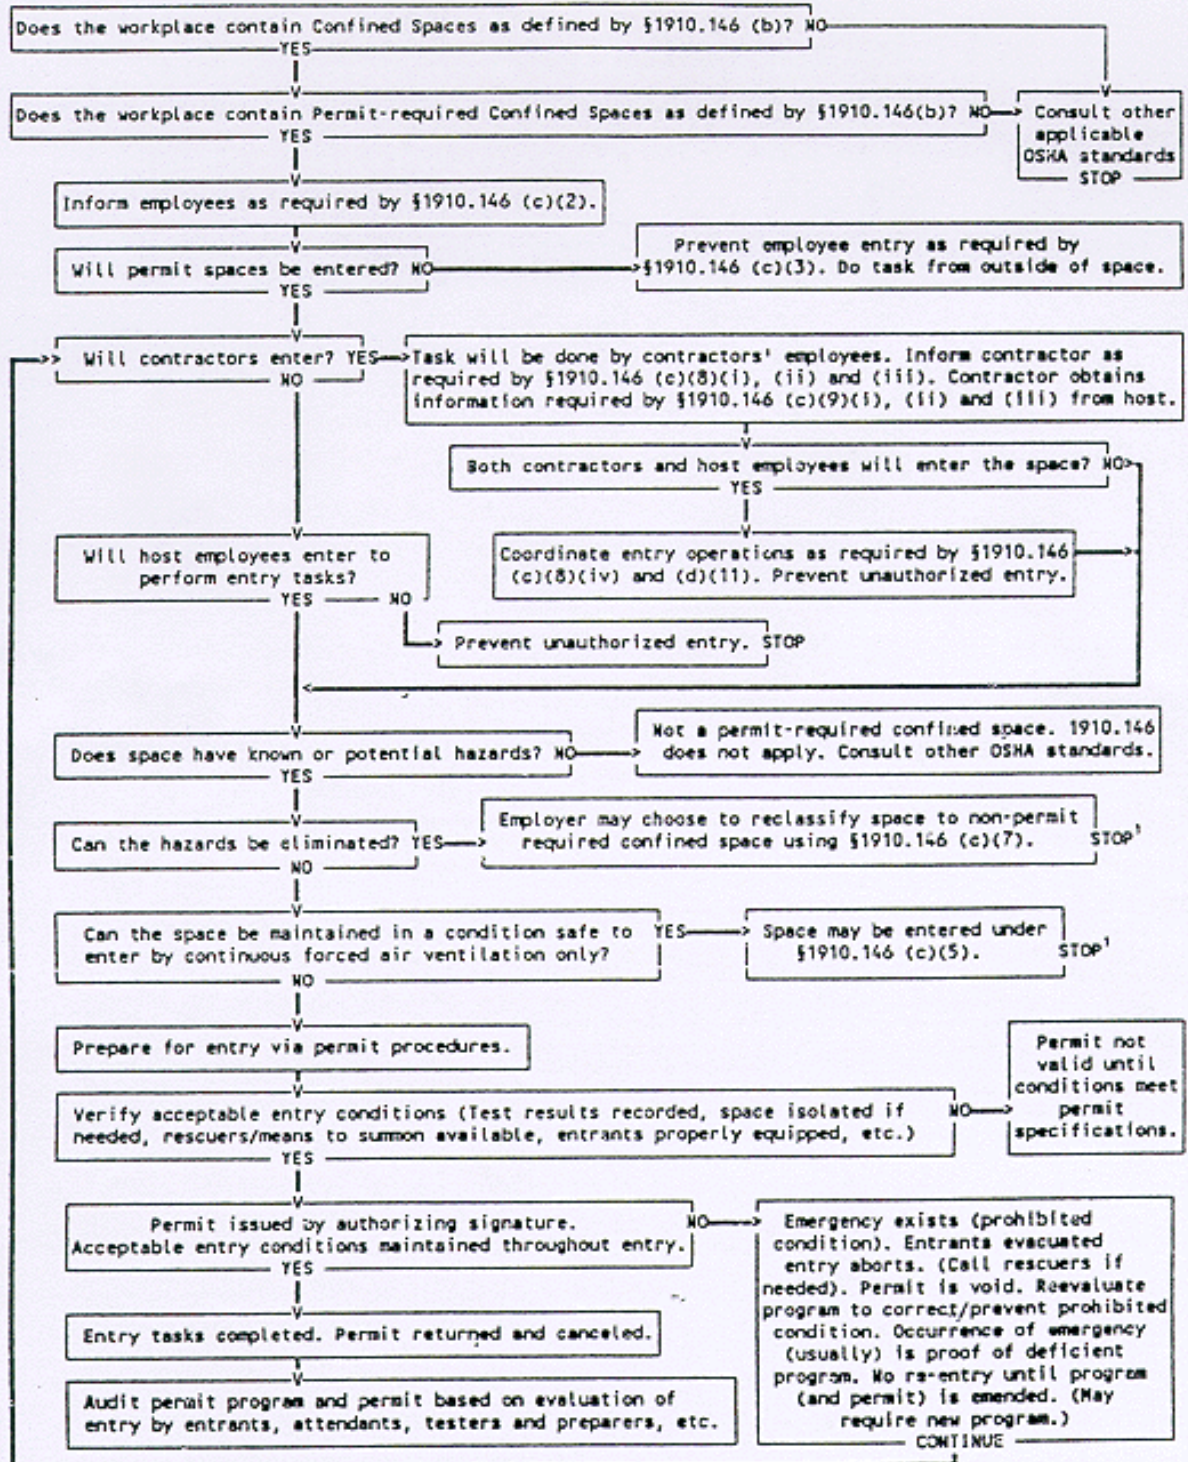 Does the workplace contain Confined Spaces as defined by §1910.146 (b)? NO
YES
Does the workplace contain Permit-required Confined Spaces as defined by §1910.146(b)? NO
YES
Consult other
applicable
OSHA standards
STOP
Inform employees as required by §1910.146 (c)(2).
Will permit spaces be entered? NO
YES
Prevent employee entry as required by
§1910.146 (c)(3). Do task from outside of space.
Will contractors enter? YES
NO
Task will be done by contractors' employees. Inform contractor as
required by §1910.146 (c)(8)(i), (ii) and (iii). Contractor obtains
information required by §1910.146 (c)(9)(i), (ii) and (iii) from host.
Both contractors and host employees will enter the space? NO
YES
Will host employees enter to
perform entry tasks?
YES NO
Coordinate entry operations as required by §1910.146
(c)(8)(iv) and (d)(11). Prevent unauthorized entry.
Prevent unauthorized entry. STOP
Does space have known or potential hazards? NO
YES
Not a permit-required confined space. 1910.146
does not apply. Consult other OSHA standards.
Can the hazards be eliminated? YES
NO
Employer may choose to reclassify space to non-permit
required confined space using §1910.146 (c)(7). STOP¹
Can the space be maintained in a condition safe to YES
enter by continuous forced air ventilation only?
NO
Space may be entered under
§1910.146 (c)(5). STOP¹
Prepare for entry via permit procedures.
Verify acceptable entry conditions (Test results recorded, space isolated if NO
needed, rescuers/means to summon available, entrants properly equipped, etc.)
YES
Permit not
valid until
conditions meet
permit
specifications.
Permit issued by authorizing signature. NO
Acceptable entry conditions maintained throughout entry.
YES
Emergency exists (prohibited
condition). Entrants evacuated
entry aborts. (Call rescuers if
needed). Permit is void. Reevaluate
program to correct/prevent prohibited
condition. Occurrence of emergency
(usually) is proof of deficient
program. No re-entry until program
(and permit) is emended. (May
require new program.)
CONTINUE
Entry tasks completed. Permit returned and canceled.
Audit permit program and permit based on evaluation of
entry by entrants, attendants, testers and preparers, etc.